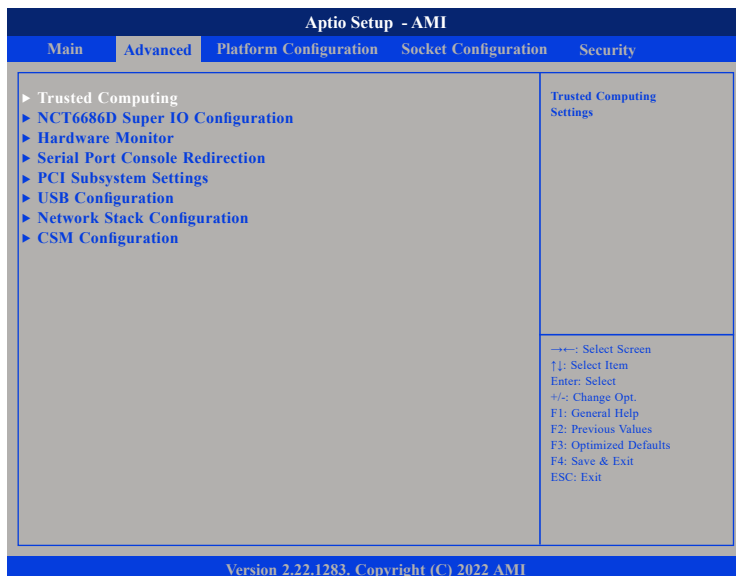 Aptio Setup - AMI
Main Advanced Platform Configuration Socket Configuration Security
▶ Trusted Computing
▶ NCT6686D Super IO Configuration
▶ Hardware Monitor
▶ Serial Port Console Redirection
▶ PCI Subsystem Settings
▶ USB Configuration
▶ Network Stack Configuration
▶ CSM Configuration
Trusted Computing
Settings
→←: Select Screen
↑↓: Select Item
Enter: Select
+/-: Change Opt.
F1: General Help
F2: Previous Values
F3: Optimized Defaults
F4: Save & Exit
ESC: Exit
Version 2.22.1283. Copyright (C) 2022 AMI